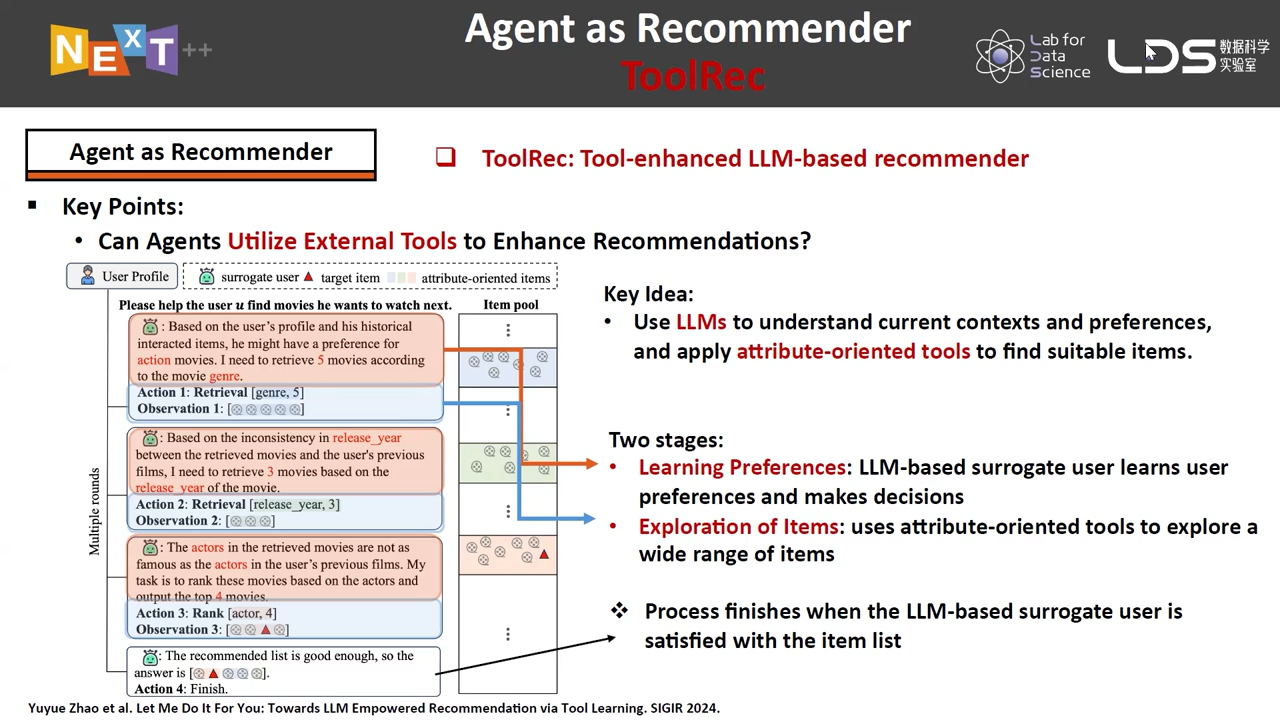 NExT++
Agent as Recommender
ToolRec
Lab for
Data
Science
LDS 数据科学
实验室
Agent as Recommender
ToolRec: Tool-enhanced LLM-based recommender
Key Points:
Can Agents Utilize External Tools to Enhance Recommendations?
User Profile
surrogate user
target item
attribute-oriented items
Please help the user u find movies he wants to watch next.
Item pool
: Based on the user's profile and his historical
interacted items, he might have a preference for
action movies. I need to retrieve 5 movies according
to the movie genre.
Action 1: Retrieval [genre, 5]
Observation 1: [ ]
: Based on the inconsistency in release_year
between the retrieved movies and the user's previous
films, I need to retrieve 3 movies based on the
release_year of the movie.
Action 2: Retrieval [release_year, 3]
Observation 2: [ ]
: The actors in the retrieved movies are not as
famous as the actors in the user's previous films. My
task is to rank these movies based on the actors and
output the top 4 movies.
Action 3: Rank [actor, 4]
Observation 3: [ ]
: The recommended list is good enough, so the
answer is [ ].
Action 4: Finish.
Multiple rounds
Key Idea:
Use LLMs to understand current contexts and preferences,
and apply attribute-oriented tools to find suitable items.
Two stages:
Learning Preferences: LLM-based surrogate user learns user
preferences and makes decisions
Exploration of Items: uses attribute-oriented tools to explore a
wide range of items
Process finishes when the LLM-based surrogate user is
satisfied with the item list
Yuyue Zhao et al. Let Me Do It For You: Towards LLM Empowered Recommendation via Tool Learning. SIGIR 2024.